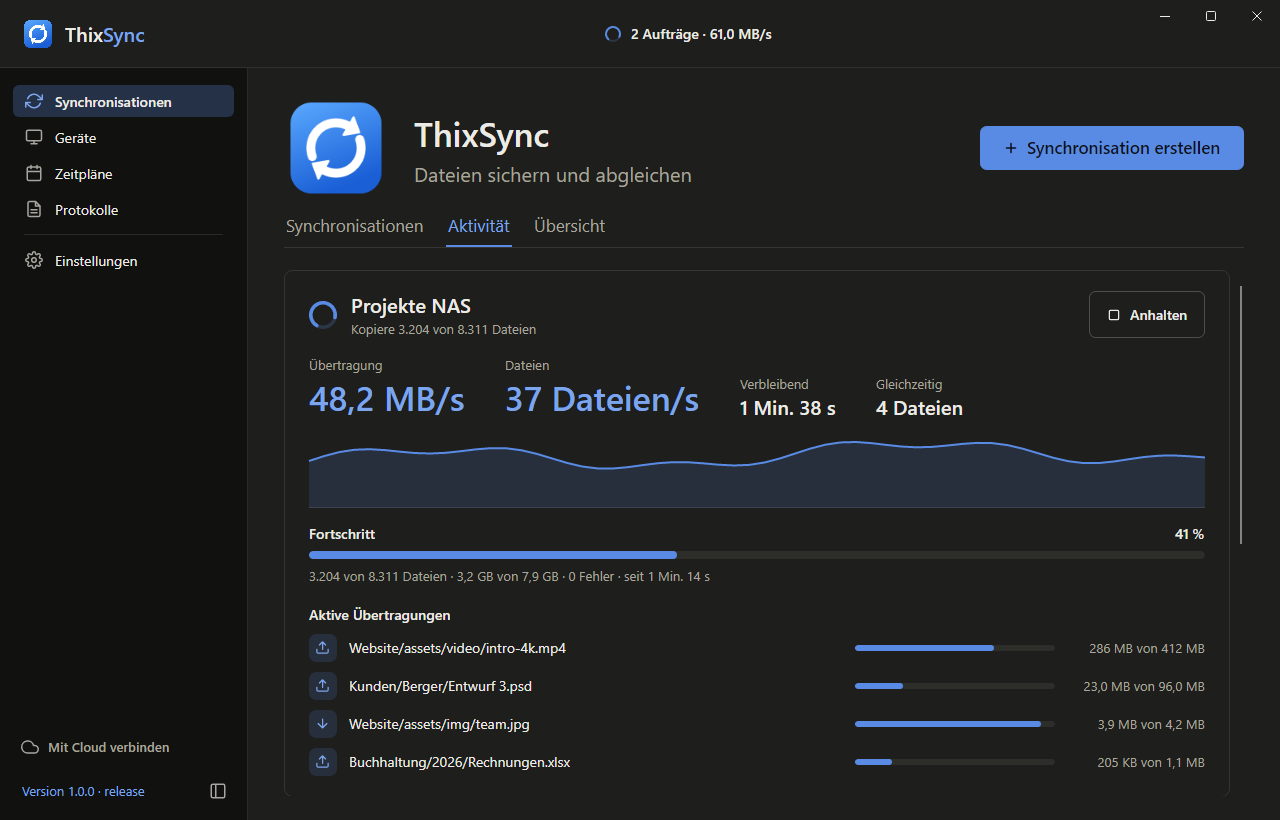 ThixSync
2 Aufträge · 61,0 MB/s
Synchronisationen
Geräte
Zeitpläne
Protokolle
Einstellungen
Mit Cloud verbinden
Version 1.0.0 · release
ThixSync
Dateien sichern und abgleichen
+ Synchronisation erstellen
Synchronisationen Aktivität Übersicht
Projekte NAS
Kopiere 3.204 von 8.311 Dateien
Anhalten
Übertragung
48,2 MB/s
Dateien
37 Dateien/s
Verbleibend
1 Min. 38 s
Gleichzeitig
4 Dateien
Fortschritt 41 %
3.204 von 8.311 Dateien · 3,2 GB von 7,9 GB · 0 Fehler · seit 1 Min. 14 s
Aktive Übertragungen
Website/assets/video/intro-4k.mp4 286 MB von 412 MB
Kunden/Berger/Entwurf 3.psd 23,0 MB von 96,0 MB
Website/assets/img/team.jpg 3,9 MB von 4,2 MB
Buchhaltung/2026/Rechnungen.xlsx 205 KB von 1,1 MB